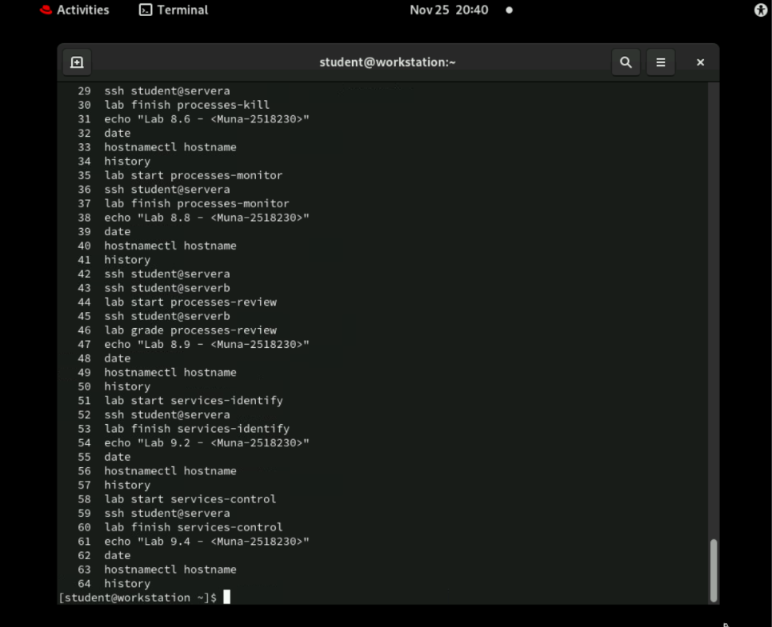 Activities Terminal Nov 25 20:40
student@workstation:~
29 ssh student@servera
30 lab finish processes-kill
31 echo "Lab 8.6 - <Muna-2518230>"
32 date
33 hostnamectl hostname
34 history
35 lab start processes-monitor
36 ssh student@servera
37 lab finish processes-monitor
38 echo "Lab 8.8 - <Muna-2518230>"
39 date
40 hostnamectl hostname
41 history
42 ssh student@servera
43 ssh student@serverb
44 lab start processes-review
45 ssh student@serverb
46 lab grade processes-review
47 echo "Lab 8.9 - <Muna-2518230>"
48 date
49 hostnamectl hostname
50 history
51 lab start services-identify
52 ssh student@servera
53 lab finish services-identify
54 echo "Lab 9.2 - <Muna-2518230>"
55 date
56 hostnamectl hostname
57 history
58 lab start services-control
59 ssh student@servera
60 lab finish services-control
61 echo "Lab 9.4 - <Muna-2518230>"
62 date
63 hostnamectl hostname
64 history
[student@workstation ~]$